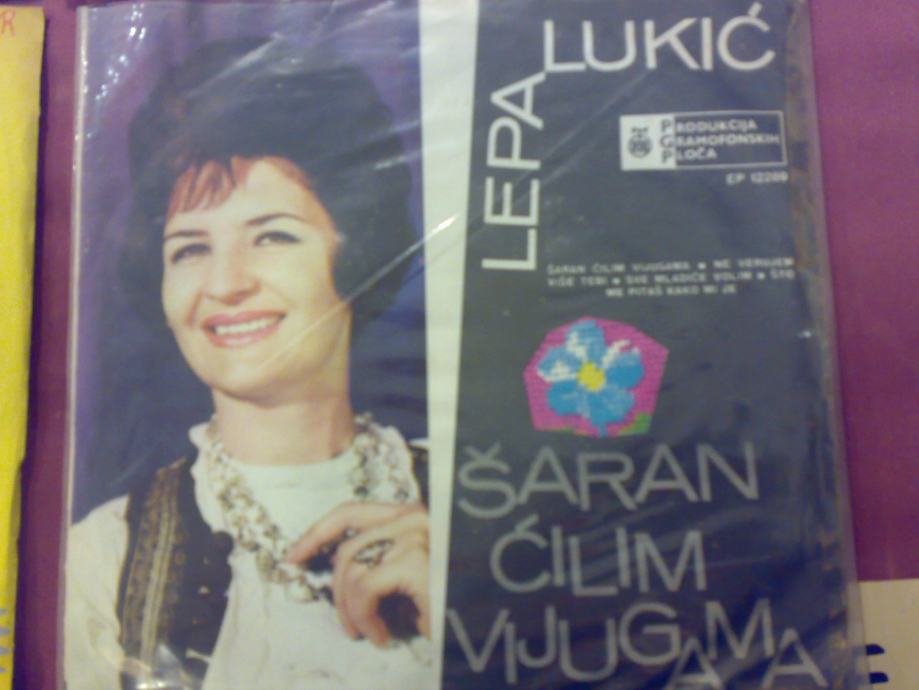 LEPA LUKIĆ
PRODUKCIJA
GRAMOFONSKIH
PLOČA
EP 12289
ŠARAN ĆILIM VIJUGAMA • NE VERUJEM
VIŠE TEBI • SVE MLADIĆE VOLIM • ŠTO
ME PITAŠ KAKO MI JE
ŠARAN
ĆILIM
VIJUGAMA